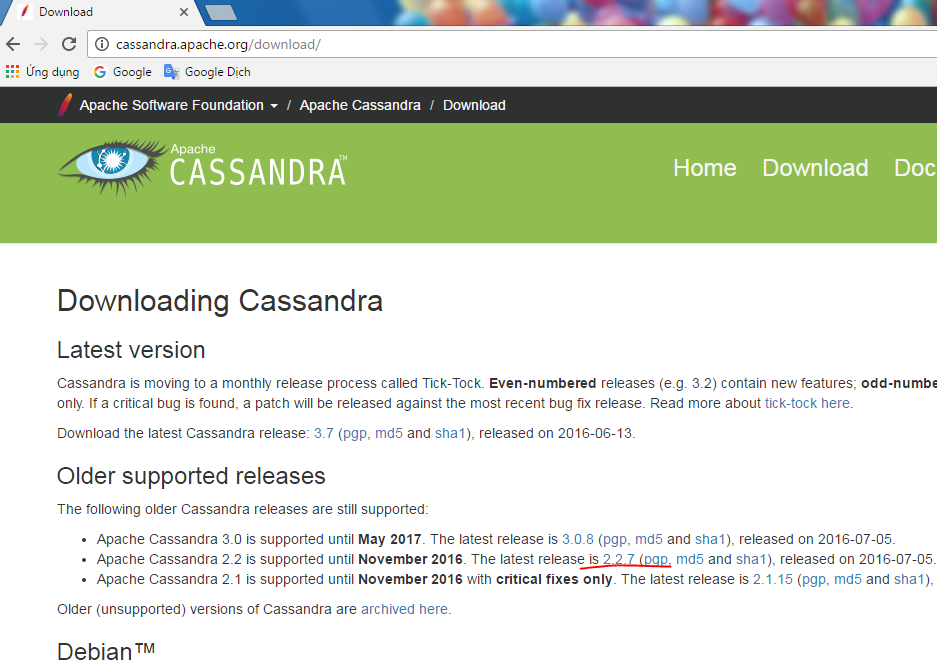 Download
cassandra.apache.org/download/
Ứng dụng Google Google Dịch
Apache Software Foundation / Apache Cassandra / Download
Apache
CASSANDRA™
Home Download Doc
Downloading Cassandra
Latest version
Cassandra is moving to a monthly release process called Tick-Tock. Even-numbered releases (e.g. 3.2) contain new features; odd-numbe
only. If a critical bug is found, a patch will be released against the most recent bug fix release. Read more about tick-tock here.
Download the latest Cassandra release: 3.7 (pgp, md5 and sha1), released on 2016-06-13.
Older supported releases
The following older Cassandra releases are still supported:
• Apache Cassandra 3.0 is supported until May 2017. The latest release is 3.0.8 (pgp, md5 and sha1), released on 2016-07-05.
• Apache Cassandra 2.2 is supported until November 2016. The latest release is 2.2.7 (pgp, md5 and sha1), released on 2016-07-05.
• Apache Cassandra 2.1 is supported until November 2016 with critical fixes only. The latest release is 2.1.15 (pgp, md5 and sha1),
Older (unsupported) versions of Cassandra are archived here.
Debian™